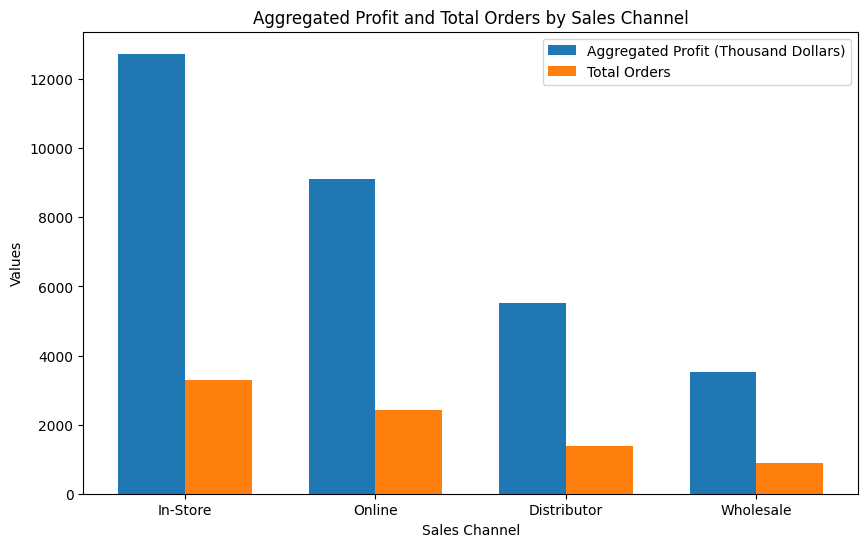 Aggregated Profit and Total Orders by Sales Channel
Aggregated Profit (Thousand Dollars)
Total Orders
12000
10000
8000
6000
4000
2000
0
Values
In-Store
Online
Distributor
Wholesale
Sales Channel